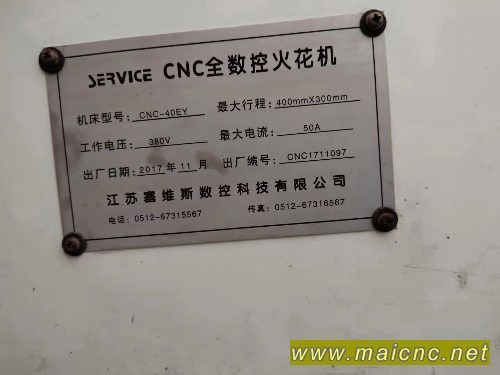 SERVICE CNC全数控火花机
机床型号: CNC-40EY 最大行程: 400mmX300mm
工作电压: 380V 最大电流: 50A
出厂日期: 2017 年 11 月 出厂编号: CNC1711097
江苏塞维斯数控科技有限公司
电话: 0512-67315567 传真: 0512-67316567
www.maicnc.net